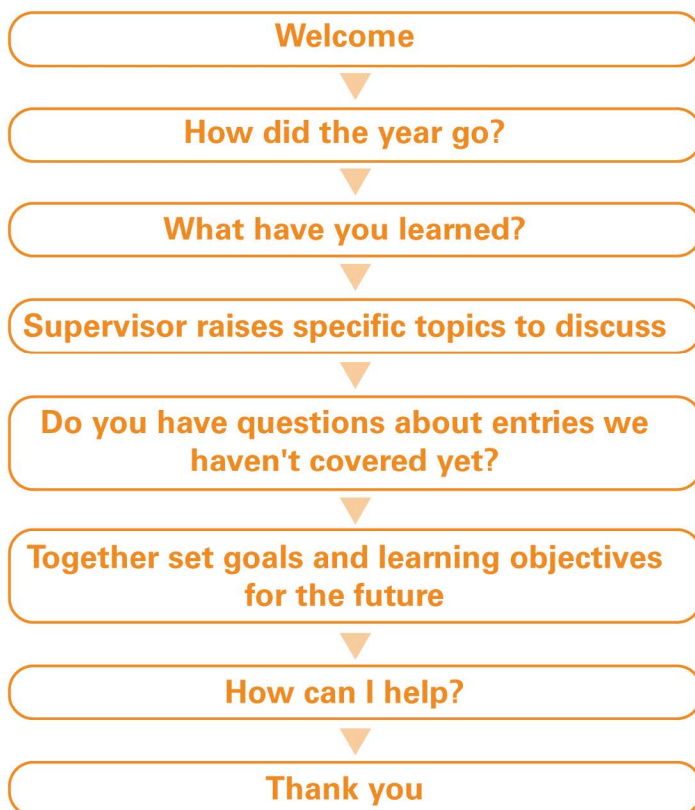 Welcome
How did the year go?
What have you learned?
Supervisor raises specific topics to discuss
Do you have questions about entries we
haven't covered yet?
Together set goals and learning objectives
for the future
How can I help?
Thank you